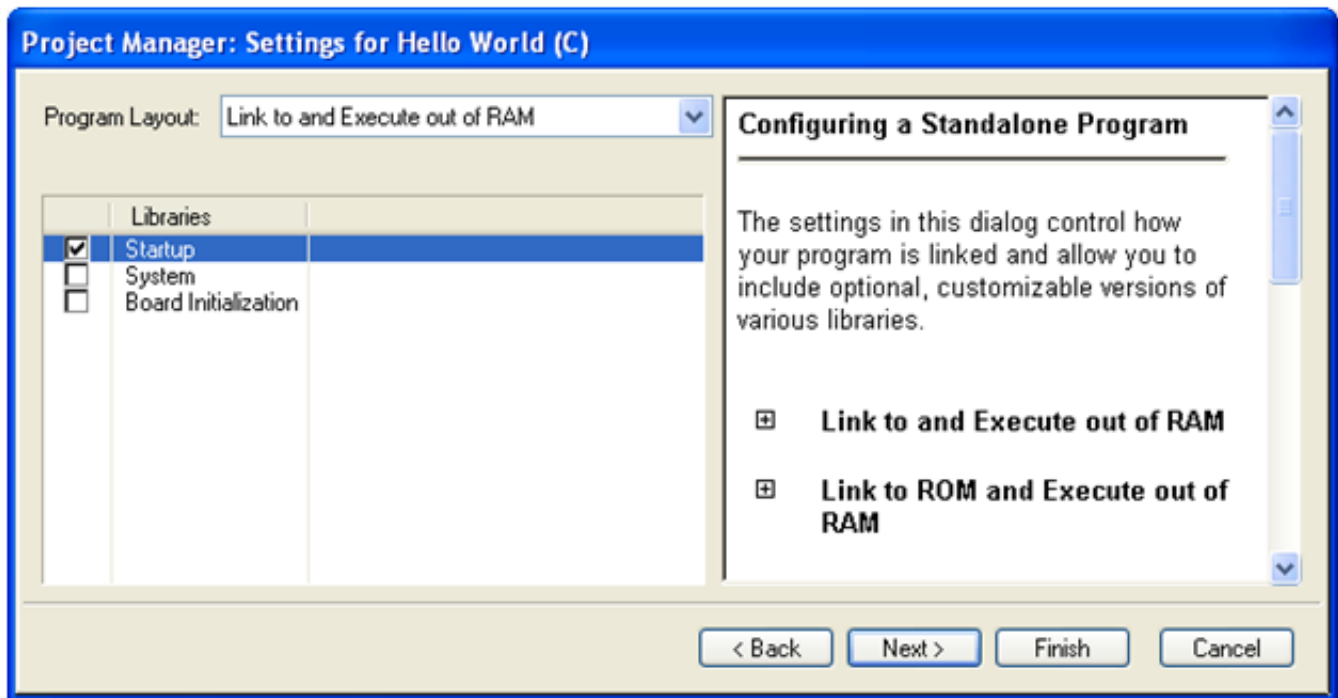 Project Manager: Settings for Hello World (C)
Program Layout: Link to and Execute out of RAM
Libraries
Startup
System
Board Initialization
Configuring a Standalone Program
The settings in this dialog control how
your program is linked and allow you to
include optional, customizable versions of
various libraries.
Link to and Execute out of RAM
Link to ROM and Execute out of
RAM
< Back
Next >
Finish
Cancel